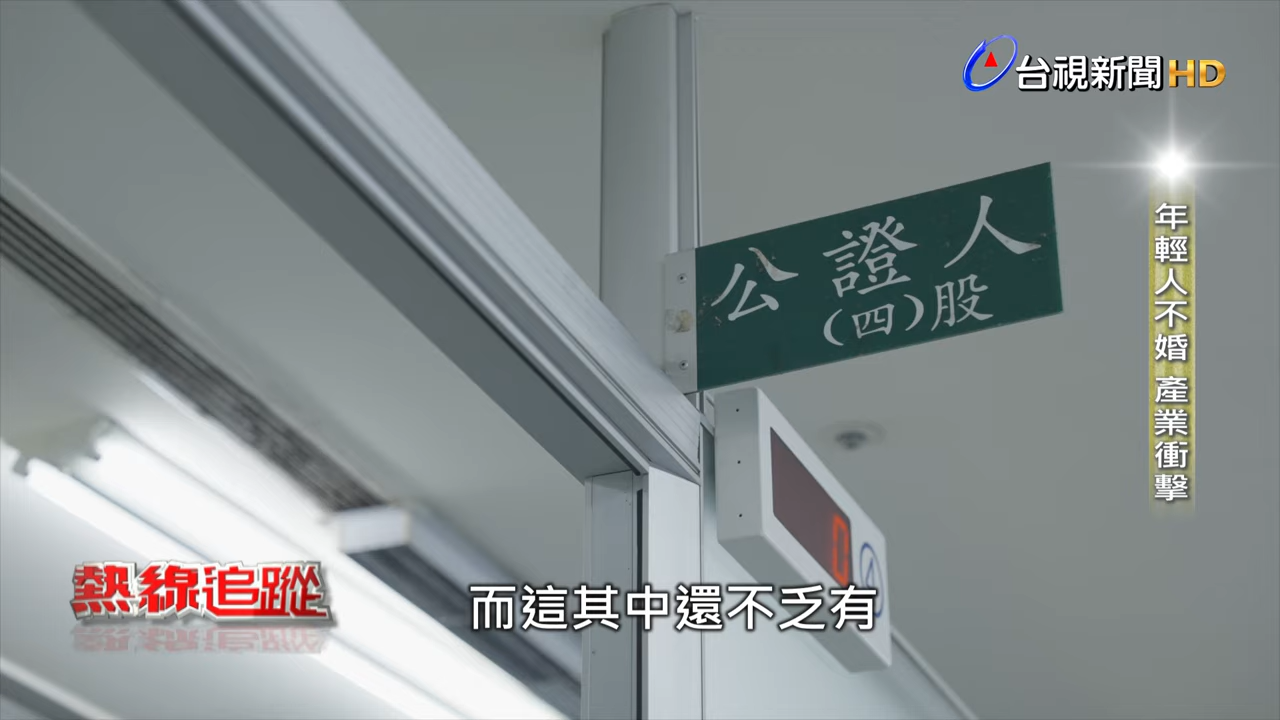 台視新聞HD
年輕人不婚 產業衝擊
公證人
(四)股
0
熱線追蹤
而這其中還不乏有